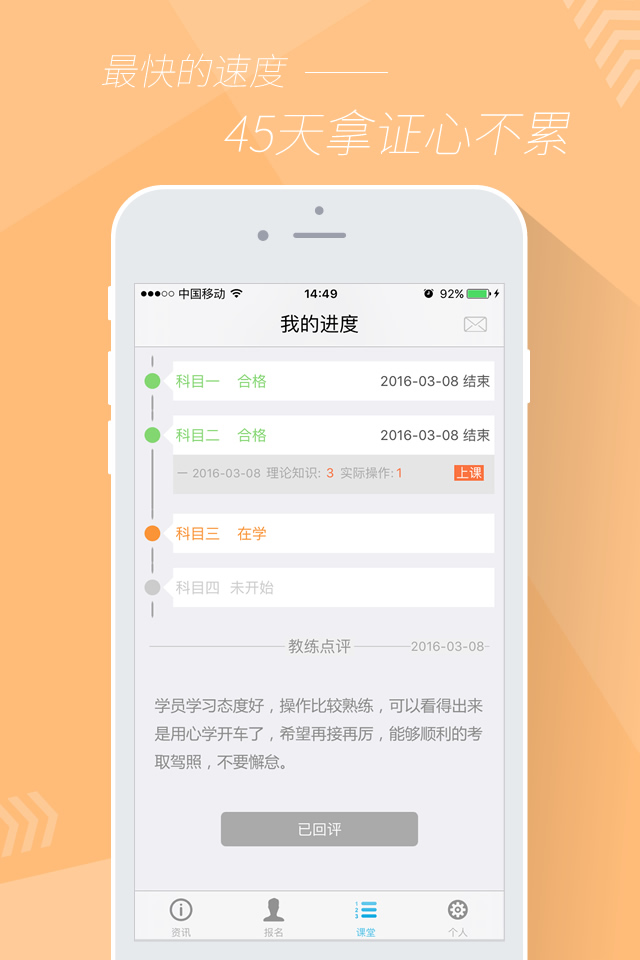 最快的速度
45天拿证心不累
中国移动 14:49 92%
我的进度
科目一 合格 2016-03-08 结束
科目二 合格 2016-03-08 结束
一 2016-03-08 理论知识: 3 实际操作:1 上课
科目三 在学
科目四 未开始
教练点评 2016-03-08
学员学习态度好，操作比较熟练，可以看得出来
是用心学开车了，希望再接再厉，能够顺利的考
取驾照，不要懈怠。
已回评
1
2
3
资讯 报名 课堂 个人